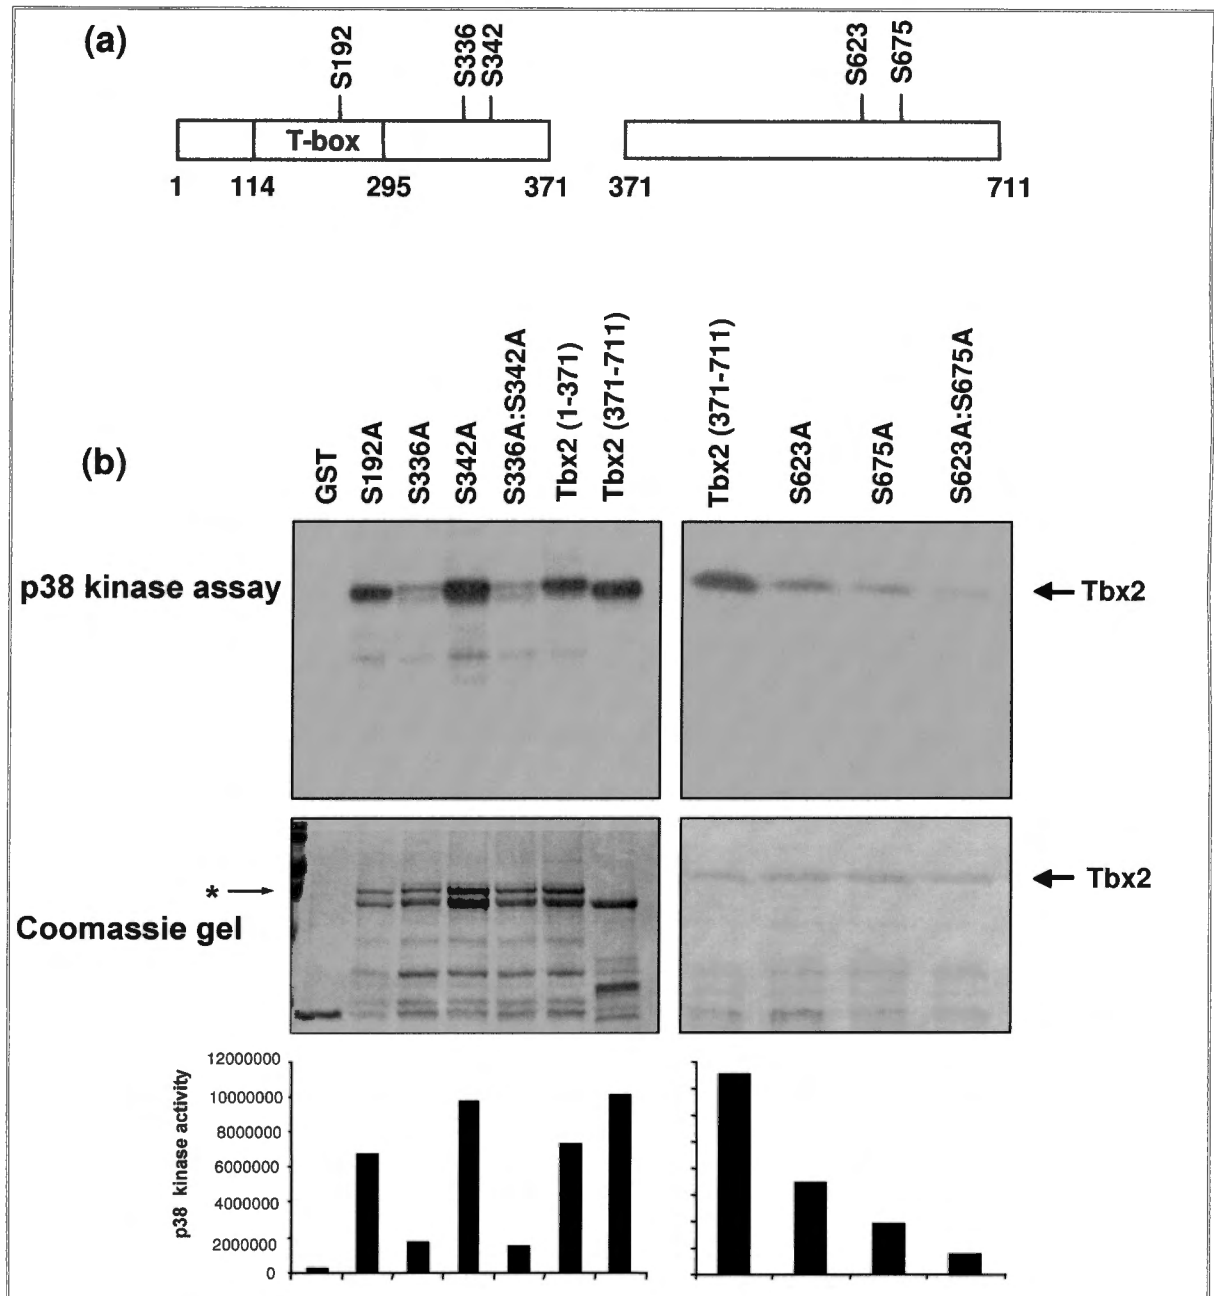 (a)
S192
S336
S342
S623
S675
T-box
1 114 295 371 371 711
(b)
GST
S192A
S336A
S342A
S336A:S342A
Tbx2 (1-371)
Tbx2 (371-711)
Tbx2 (371-711)
S623A
S675A
S623A:S675A
p38 kinase assay
Tbx2
*
Tbx2
Coomassie gel
p38 kinase activity
12000000
10000000
8000000
6000000
4000000
2000000
0